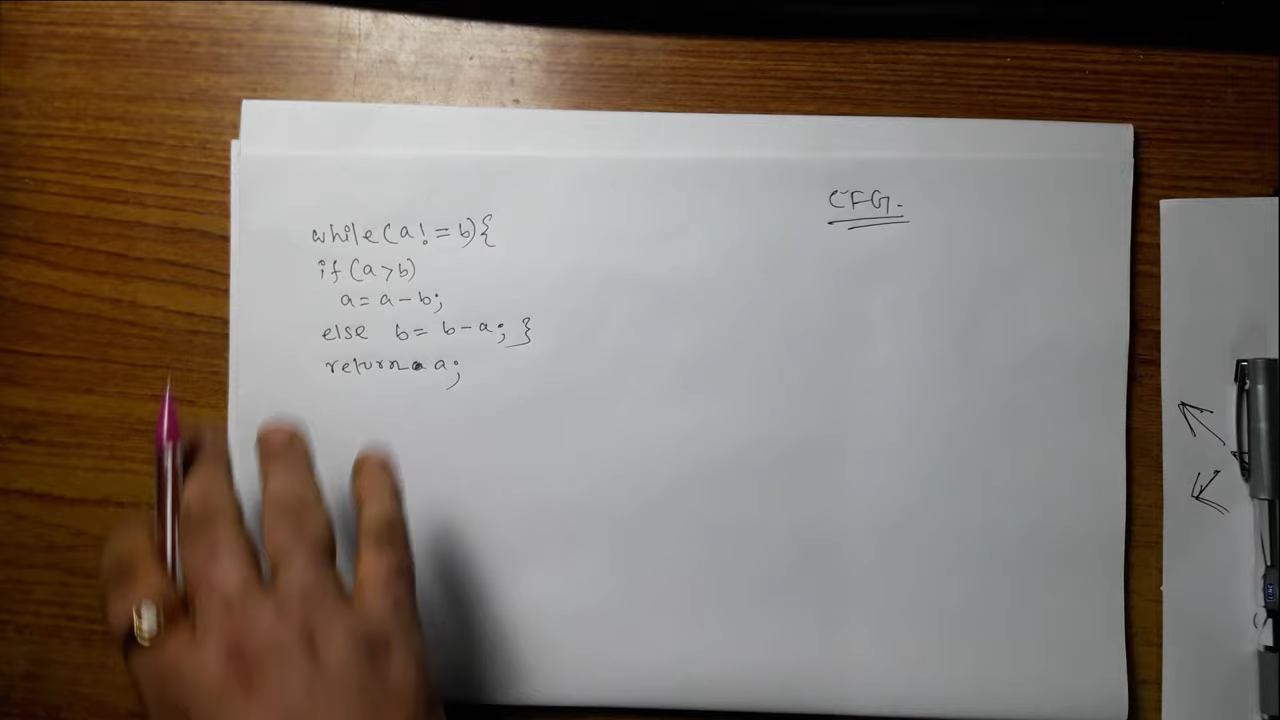 CFG.
while(a!=b){
if(a>b)
a=a-b;
else b=b-a;}
return a;